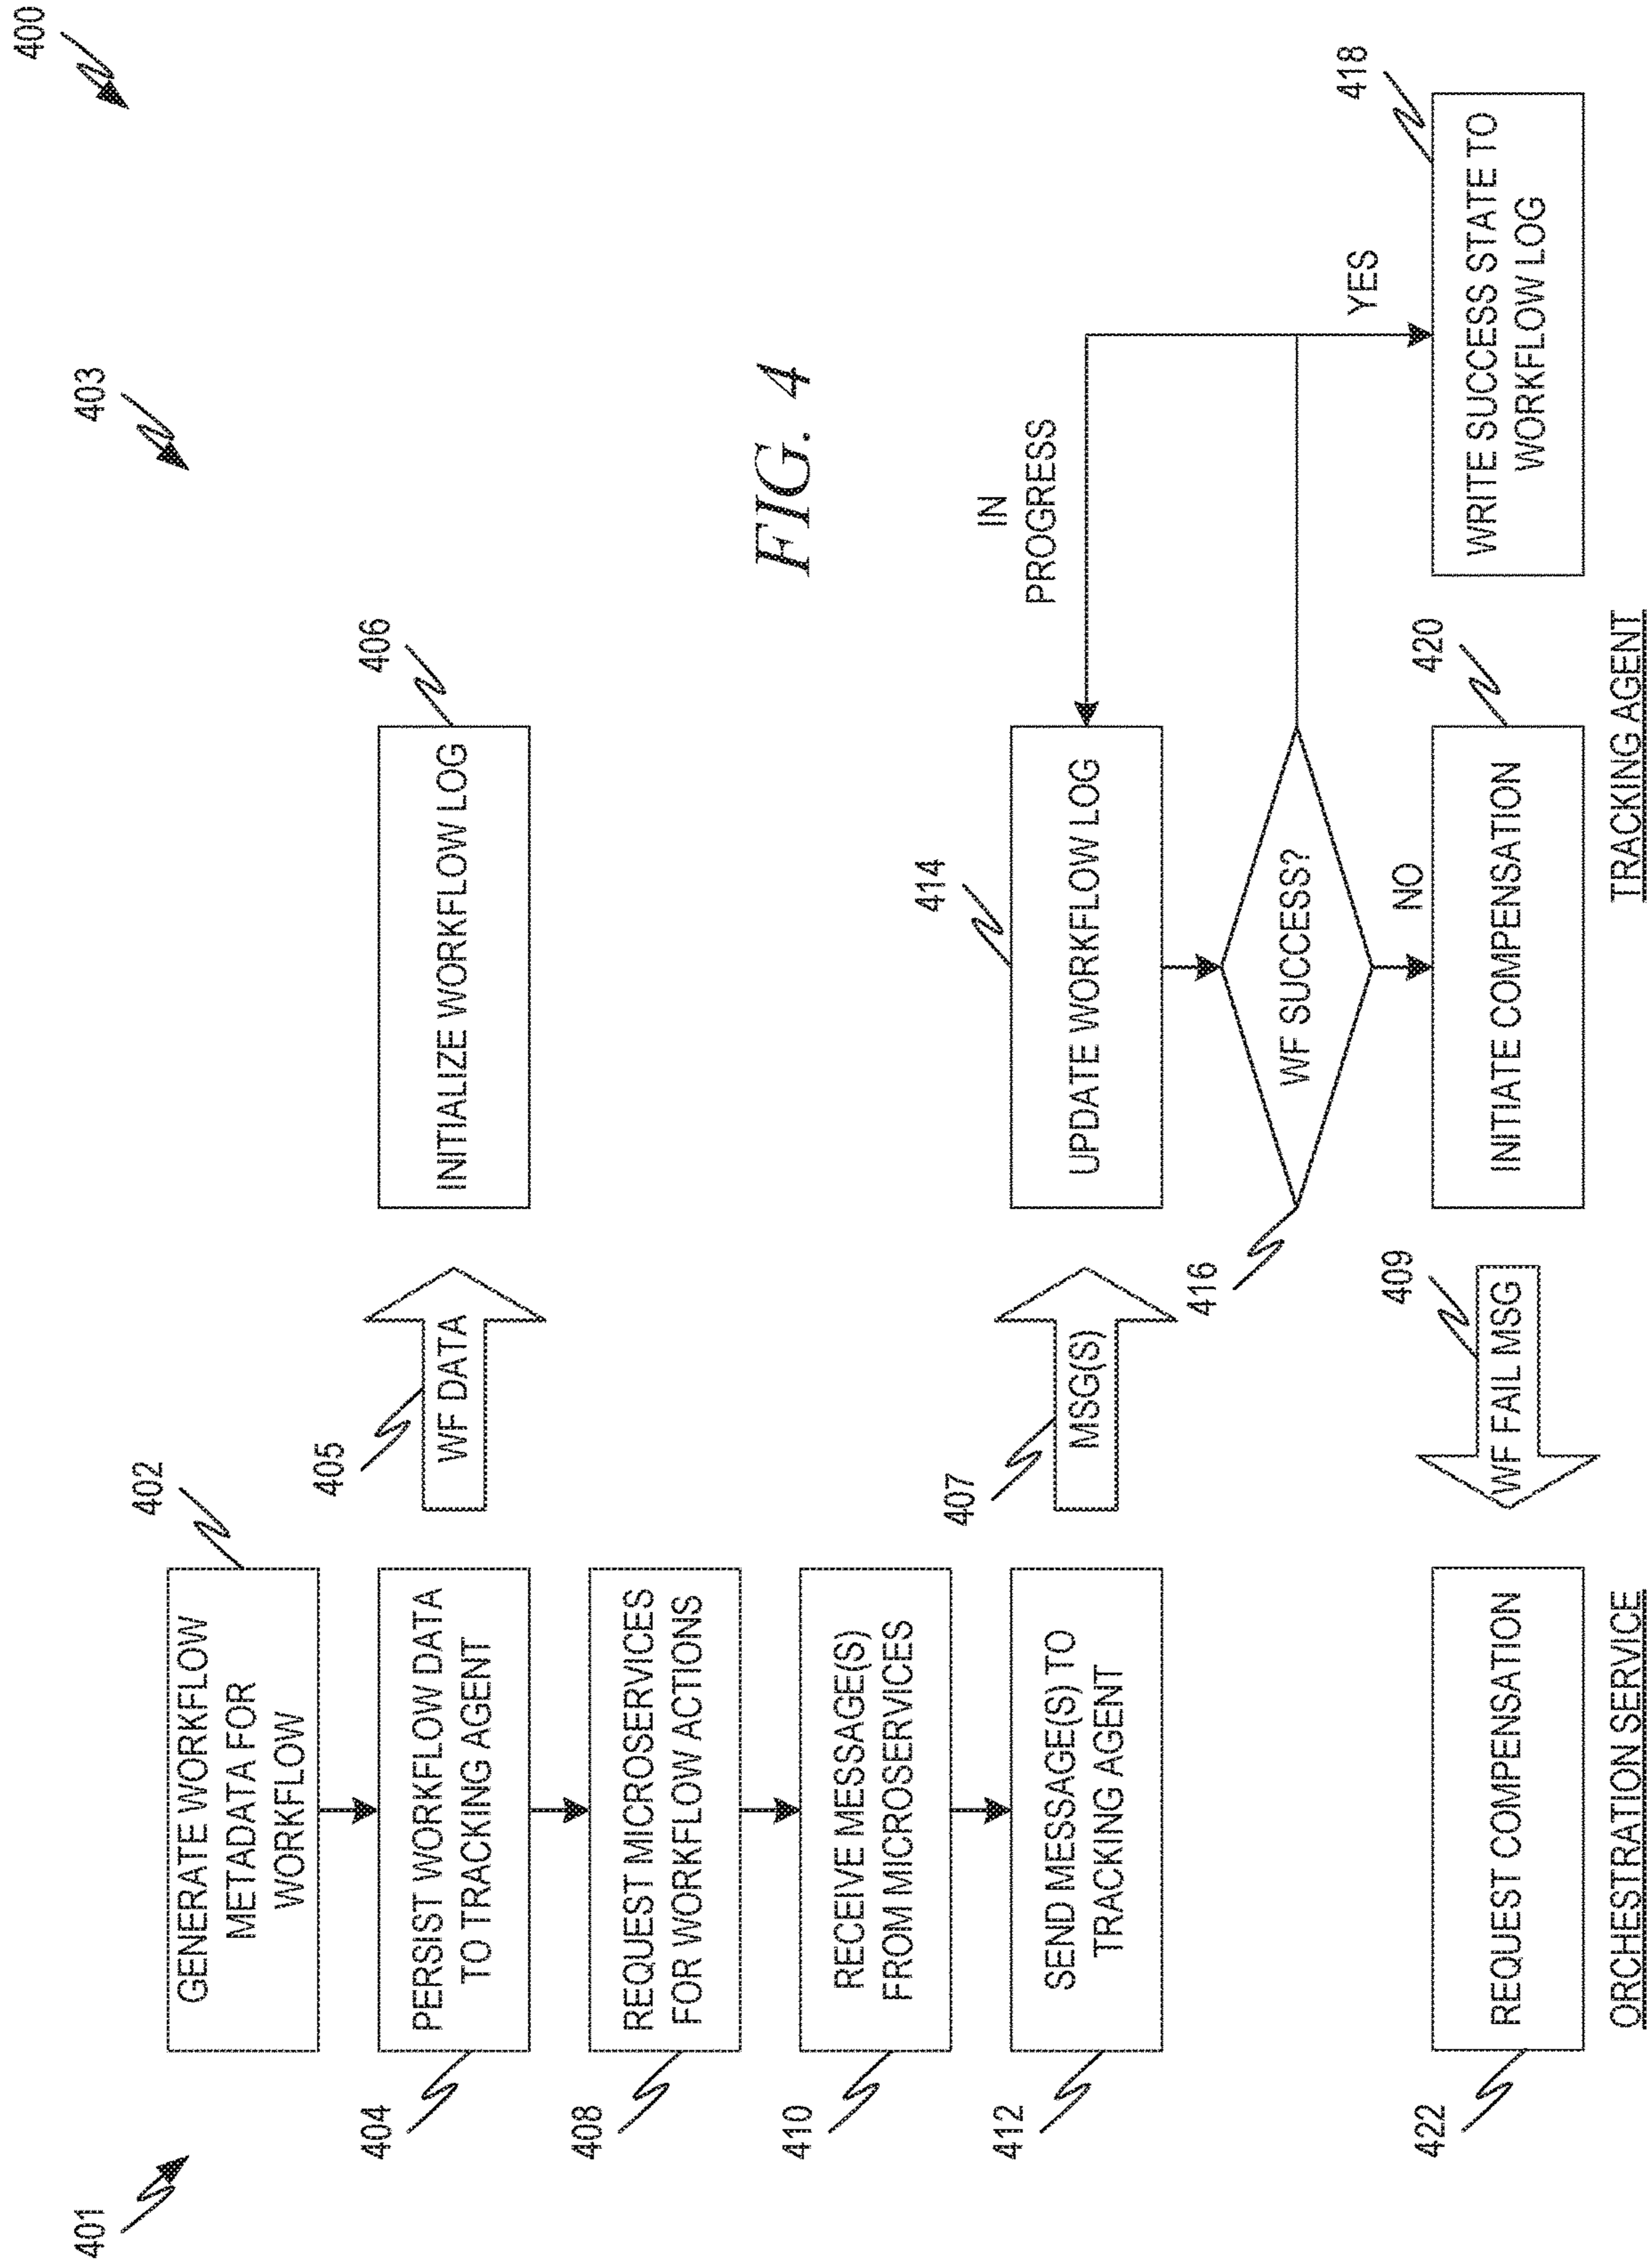 400
401
403
402
GENERATE WORKFLOW
METADATA FOR
WORKFLOW
404
PERSIST WORKFLOW DATA
TO TRACKING AGENT
405
WF DATA
406
INITIALIZE WORKFLOW LOG
408
REQUEST MICROSERVICES
FOR WORKFLOW ACTIONS
410
RECEIVE MESSAGE(S)
FROM MICROSERVICES
FIG. 4
412
SEND MESSAGE(S) TO
TRACKING AGENT
407
MSG(S)
414
UPDATE WORKFLOW LOG
IN
PROGRESS
416
WF SUCCESS?
YES
NO
418
WRITE SUCCESS STATE TO
WORKFLOW LOG
420
INITIATE COMPENSATION
409
WF FAIL MSG
422
REQUEST COMPENSATION
ORCHESTRATION SERVICE
TRACKING AGENT